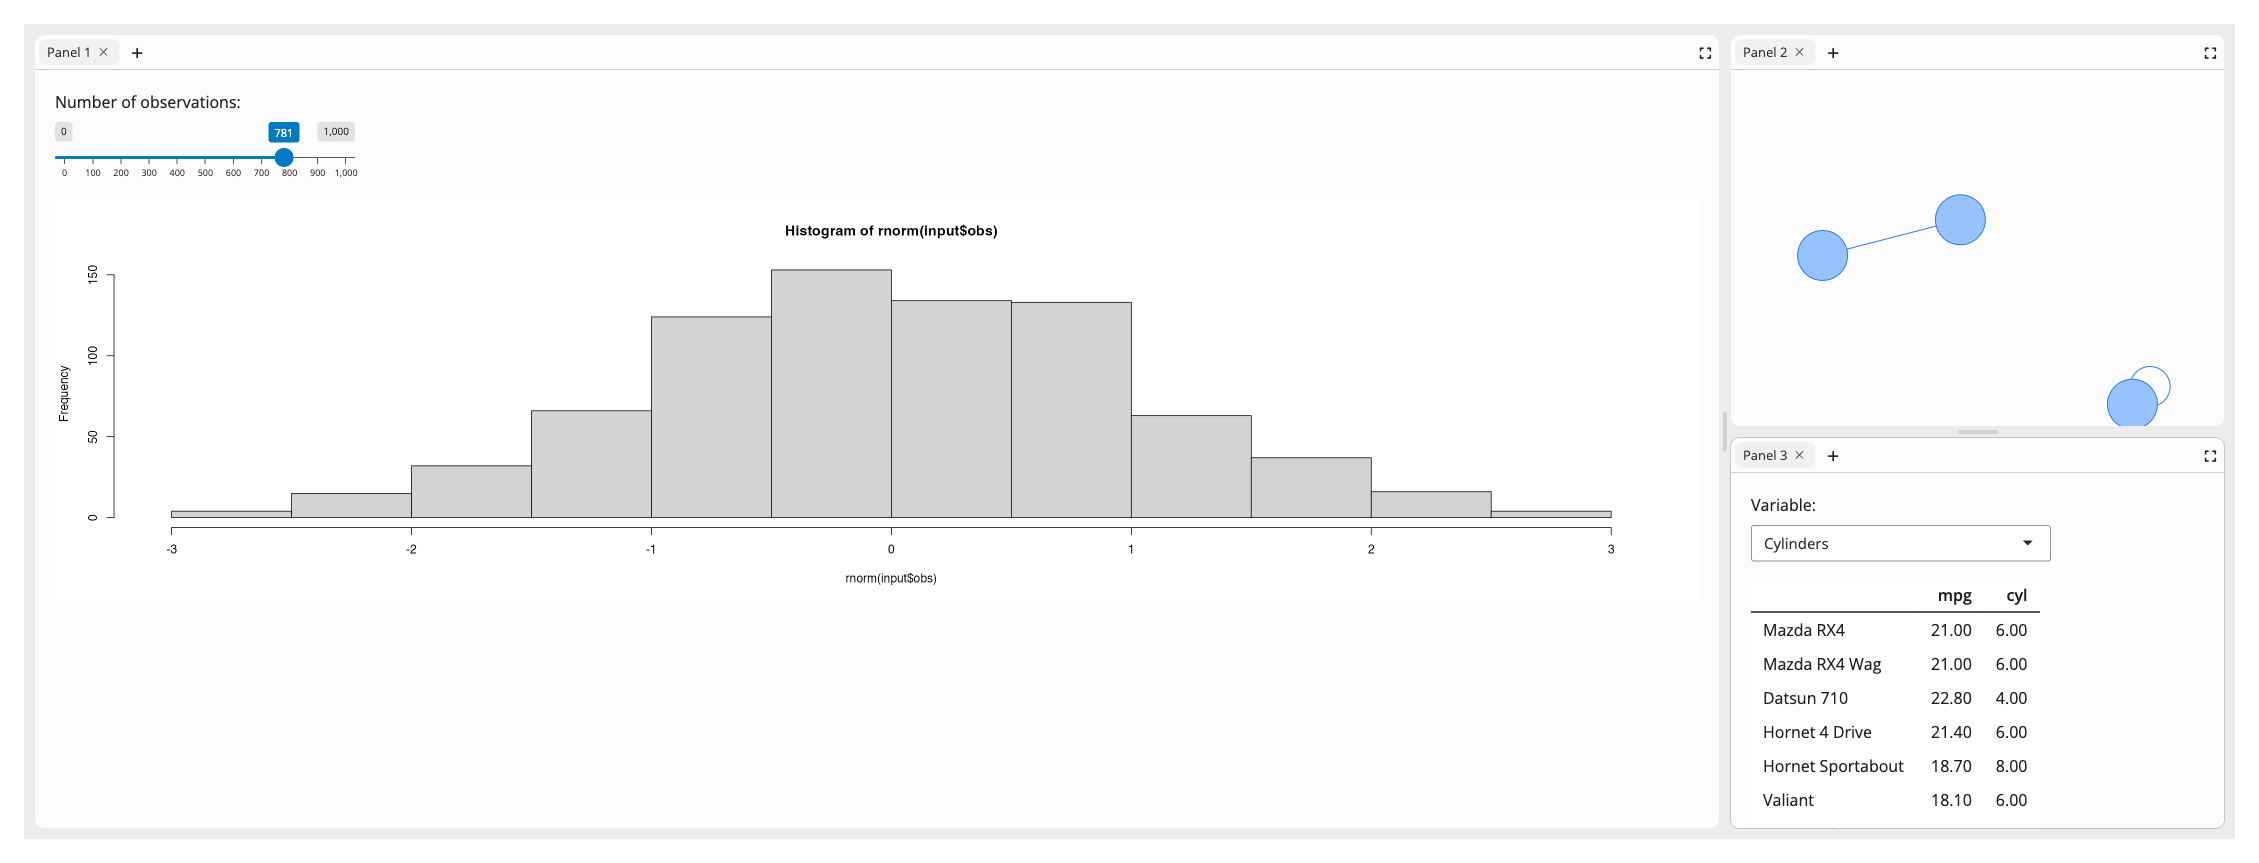 Panel 1
Number of observations:
0 781 1,000
0 100 200 300 400 500 600 700 800 900 1,000
Histogram of rnorm(input$obs)
Frequency
150
100
50
0
-3 -2 -1 0 1 2 3
rnorm(input$obs)
Panel 2
Panel 3
Variable:
Cylinders
mpg cyl
Mazda RX4 21.00 6.00
Mazda RX4 Wag 21.00 6.00
Datsun 710 22.80 4.00
Hornet 4 Drive 21.40 6.00
Hornet Sportabout 18.70 8.00
Valiant 18.10 6.00